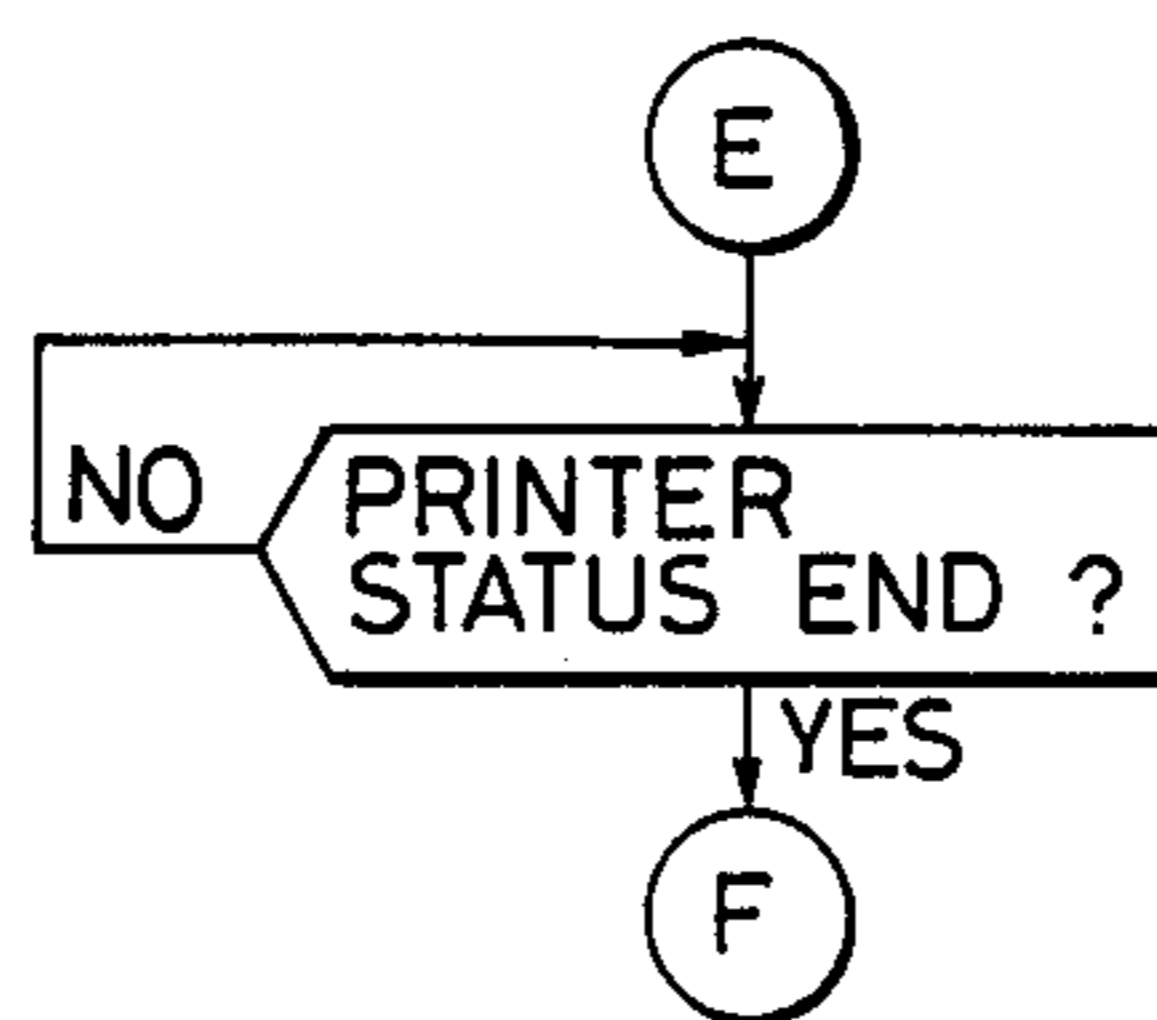 E
NO
PRINTER
STATUS END ?
YES
F